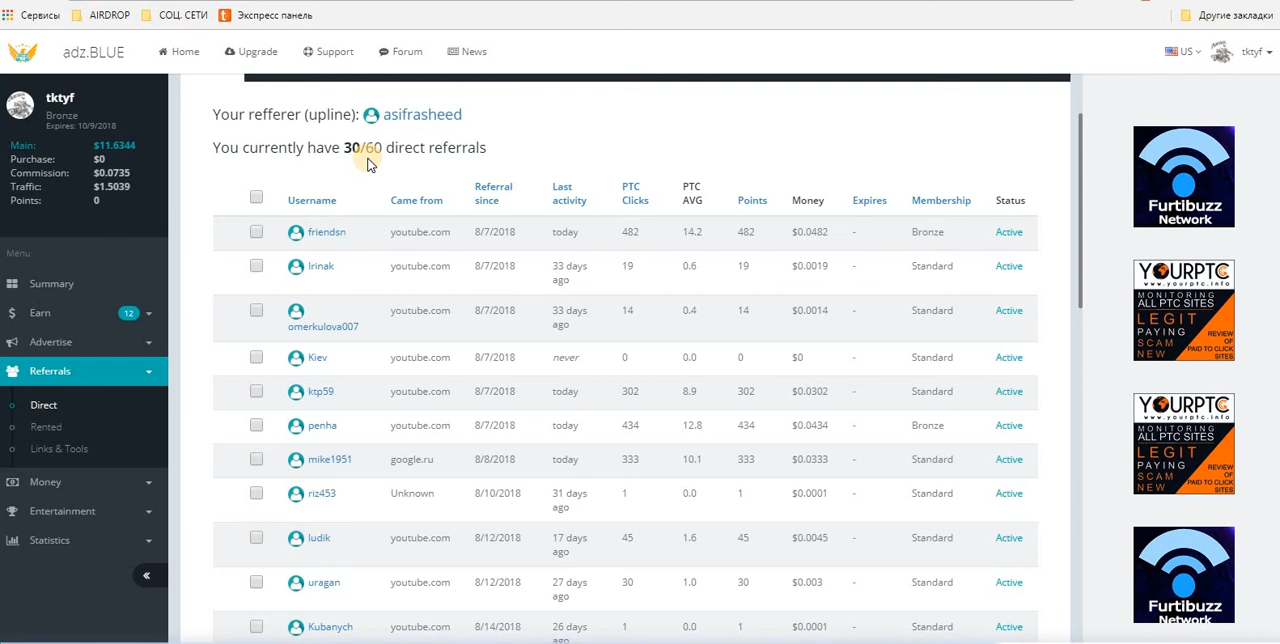 Сервисы AIRDROP СОЦ. СЕТИ Экспресс панель Другие закладки
adz.BLUE Home Upgrade Support Forum News US tktyf
tktyf
Bronze
Expires: 10/9/2018
Main: $11.6344
Purchase: $0
Commission: $0.0735
Traffic: $1.5039
Points: 0
Menu
Summary
Earn 12
Advertise
Referrals
Direct
Rented
Links & Tools
Money
Entertainment
Statistics
«
Your refferer (upline): asifrasheed
You currently have 30/60 direct referrals
Username Came from Referral since Last activity PTC Clicks PTC AVG Points Money Expires Membership Status
friendsn youtube.com 8/7/2018 today 482 14.2 482 $0.0482 - Bronze Active
Irinak youtube.com 8/7/2018 33 days ago 19 0.6 19 $0.0019 - Standard Active
omerkulova007 youtube.com 8/7/2018 33 days ago 14 0.4 14 $0.0014 - Standard Active
Kiev youtube.com 8/7/2018 never 0 0.0 0 $0 - Standard Active
ktp59 youtube.com 8/7/2018 today 302 8.9 302 $0.0302 - Standard Active
penha youtube.com 8/7/2018 today 434 12.8 434 $0.0434 - Bronze Active
mike1951 google.ru 8/8/2018 today 333 10.1 333 $0.0333 - Standard Active
riz453 Unknown 8/10/2018 31 days ago 1 0.0 1 $0.0001 - Standard Active
ludik youtube.com 8/12/2018 17 days ago 45 1.6 45 $0.0045 - Standard Active
uragan youtube.com 8/12/2018 27 days ago 30 1.0 30 $0.003 - Standard Active
Kubanych youtube.com 8/14/2018 26 days ago 1 0.0 1 $0.0001 - Standard Active
Furtibuzz
Network
YOURPTC
www.yourptc.info
MONITORING
ALL PTC SITES
LEGIT
PAYING
SCAM
NEW
REVIEW
OF
PAID TO CLICK
SITES
YOURPTC
www.yourptc.info
MONITORING
ALL PTC SITES
LEGIT
PAYING
SCAM
NEW
REVIEW
OF
PAID TO CLICK
SITES
Furtibuzz
Network